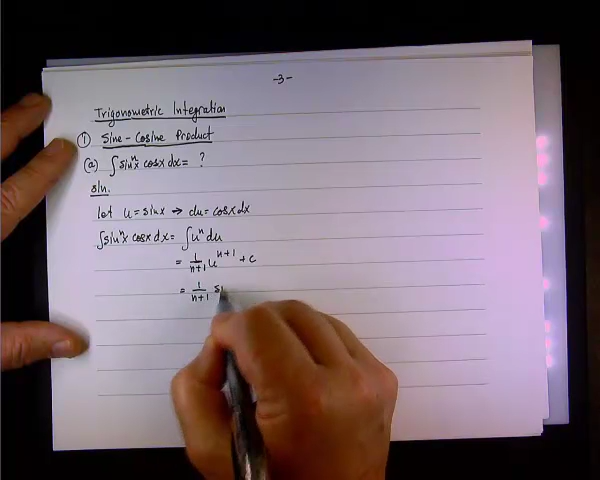 -3-
Trigonometric Integration
① Sine - Cosine Product
(a) ∫ sinⁿx cosx dx = ?
sln.
let u = sinx → du = cosx dx
∫ sinⁿx cosx dx = ∫ uⁿ du
= 1/(n+1) uⁿ⁺¹ + c
= 1/(n+1) s